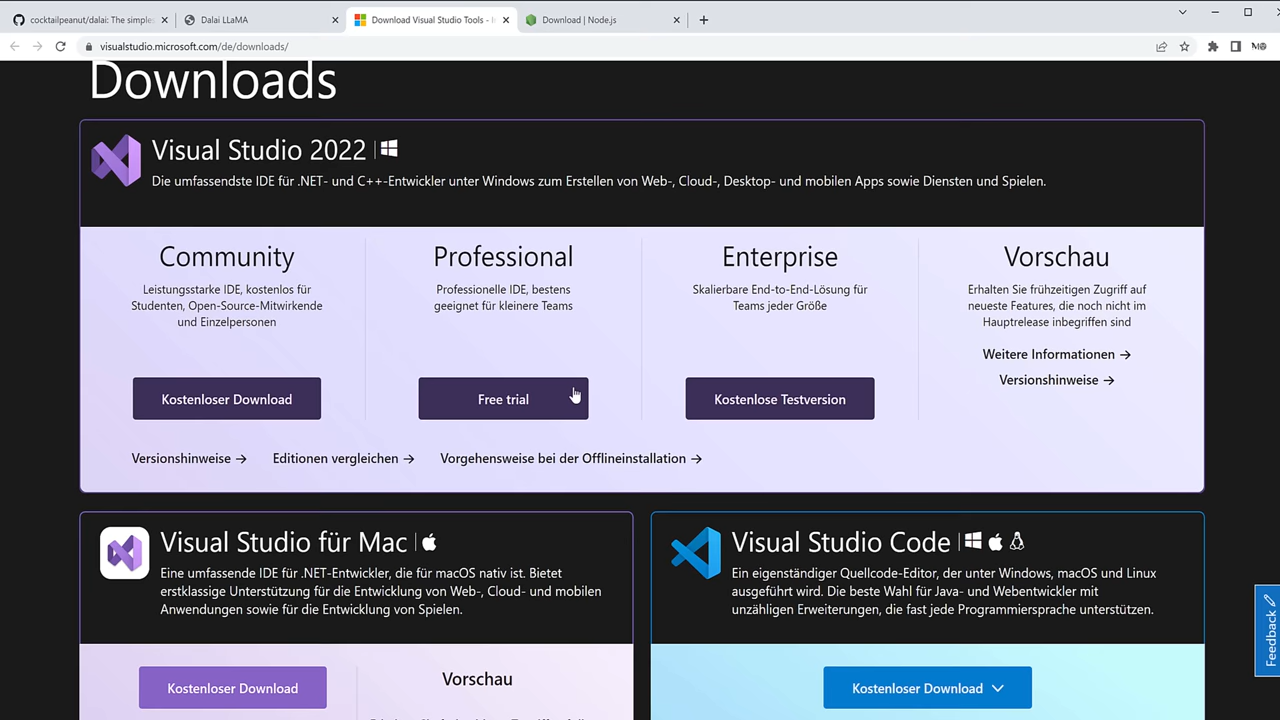 cocktailpeanut/dalai: The simples
Dalai LLaMA
Download Visual Studio Tools - I
Download | Node.js
visualstudio.microsoft.com/de/downloads/
Downloads
Visual Studio 2022
Die umfassendste IDE für .NET- und C++-Entwickler unter Windows zum Erstellen von Web-, Cloud-, Desktop- und mobilen Apps sowie Diensten und Spielen.
Community
Leistungsstarke IDE, kostenlos für
Studenten, Open-Source-Mitwirkende
und Einzelpersonen
Kostenloser Download
Professional
Professionelle IDE, bestens
geeignet für kleinere Teams
Free trial
Enterprise
Skalierbare End-to-End-Lösung für
Teams jeder Größe
Kostenlose Testversion
Vorschau
Erhalten Sie frühzeitigen Zugriff auf
neueste Features, die noch nicht im
Hauptrelease inbegriffen sind
Weitere Informationen →
Versionshinweise →
Versionshinweise →
Editionen vergleichen →
Vorgehensweise bei der Offlineinstallation →
Visual Studio für Mac
Eine umfassende IDE für .NET-Entwickler, die für macOS nativ ist. Bietet
erstklassige Unterstützung für die Entwicklung von Web-, Cloud- und mobilen
Anwendungen sowie für die Entwicklung von Spielen.
Kostenloser Download
Vorschau
Visual Studio Code
Ein eigenständiger Quellcode-Editor, der unter Windows, macOS und Linux
ausgeführt wird. Die beste Wahl für Java- und Webentwickler mit
unzähligen Erweiterungen, die fast jede Programmiersprache unterstützen.
Kostenloser Download
Feedback